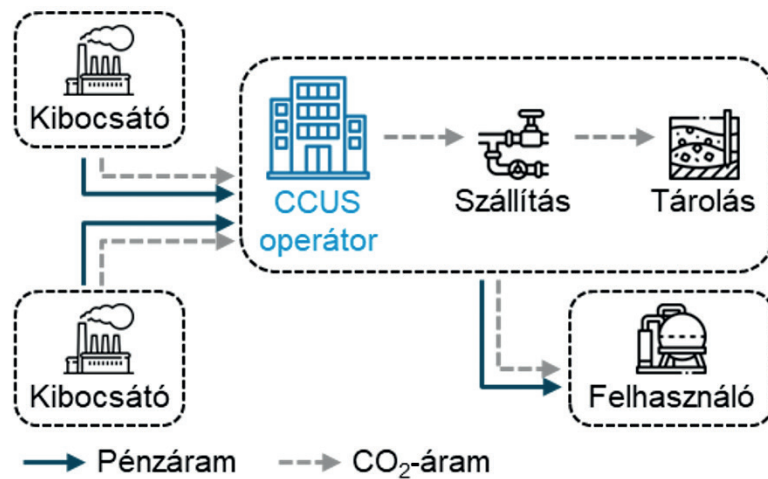 Kibocsátó
CCUS
operátor
Szállítás
Tárolás
Kibocsátó
Felhasználó
Pénzáram
CO₂-áram